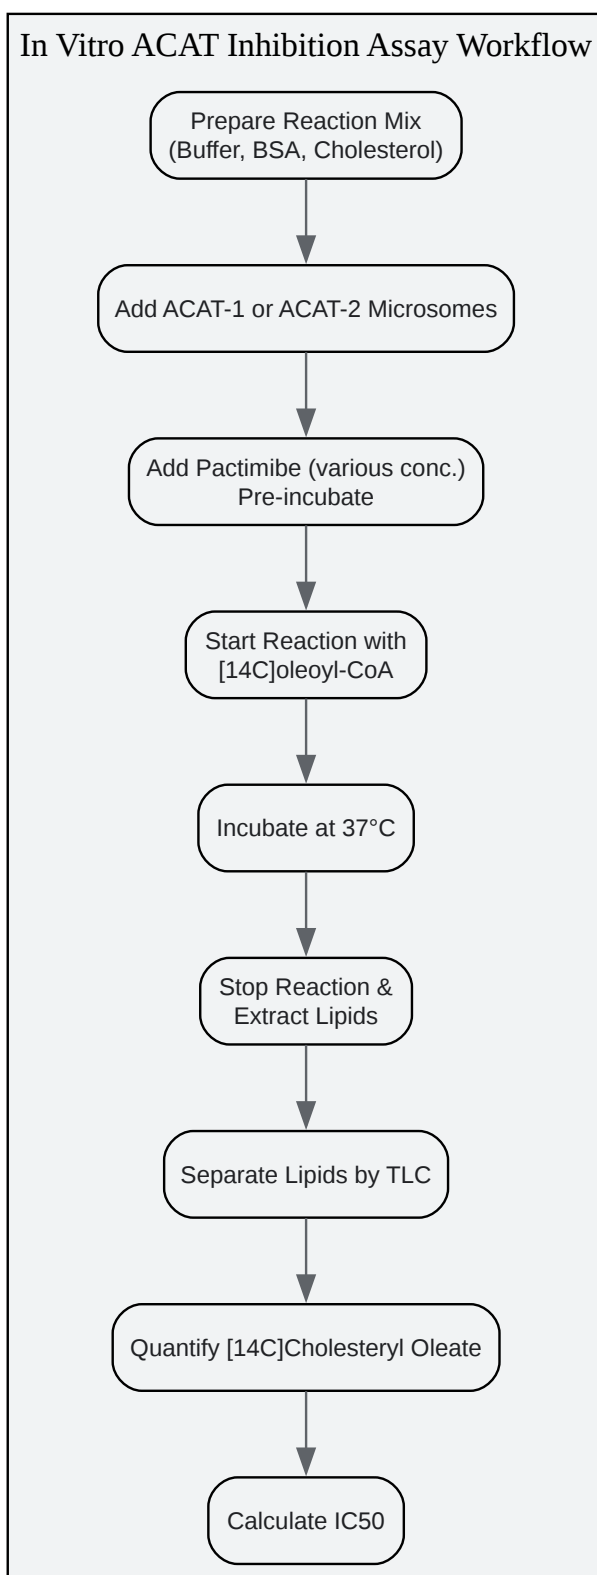 In Vitro ACAT Inhibition Assay Workflow
Prepare Reaction Mix
(Buffer, BSA, Cholesterol)
Add ACAT-1 or ACAT-2 Microsomes
Add Pactimibe (various conc.)
Pre-incubate
Start Reaction with
[14C]oleoyl-CoA
Incubate at 37°C
Stop Reaction &
Extract Lipids
Separate Lipids by TLC
Quantify [14C]Cholesteryl Oleate
Calculate IC50